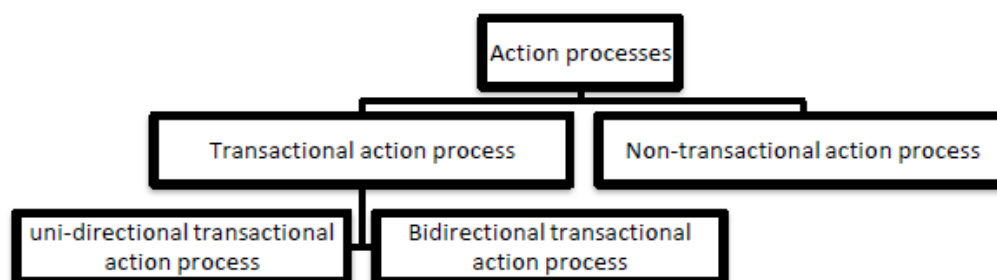 Action processes
Transactional action process
Non-transactional action process
uni-directional transactional
action process
Bidirectional transactional
action process